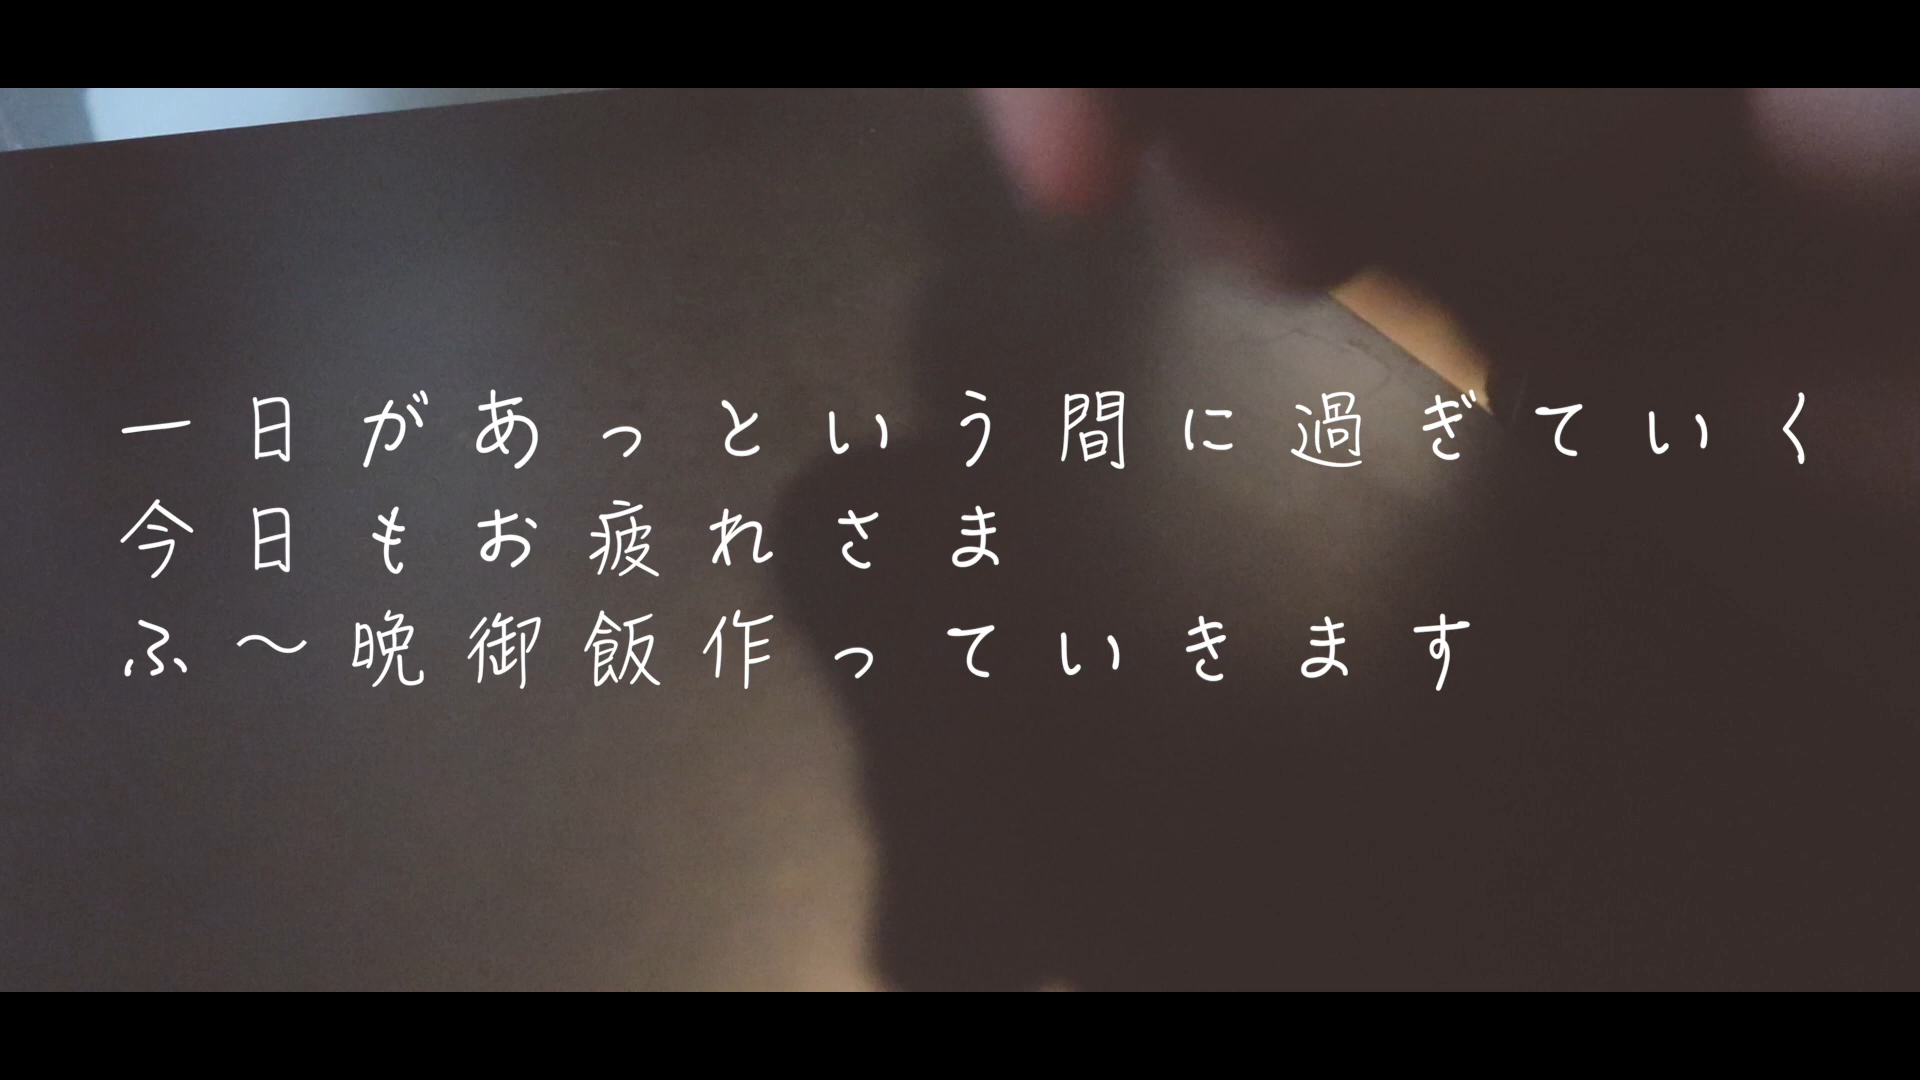 一日があっという間に過ぎていく
今日もお疲れさま
ふ～晩御飯作っていきます